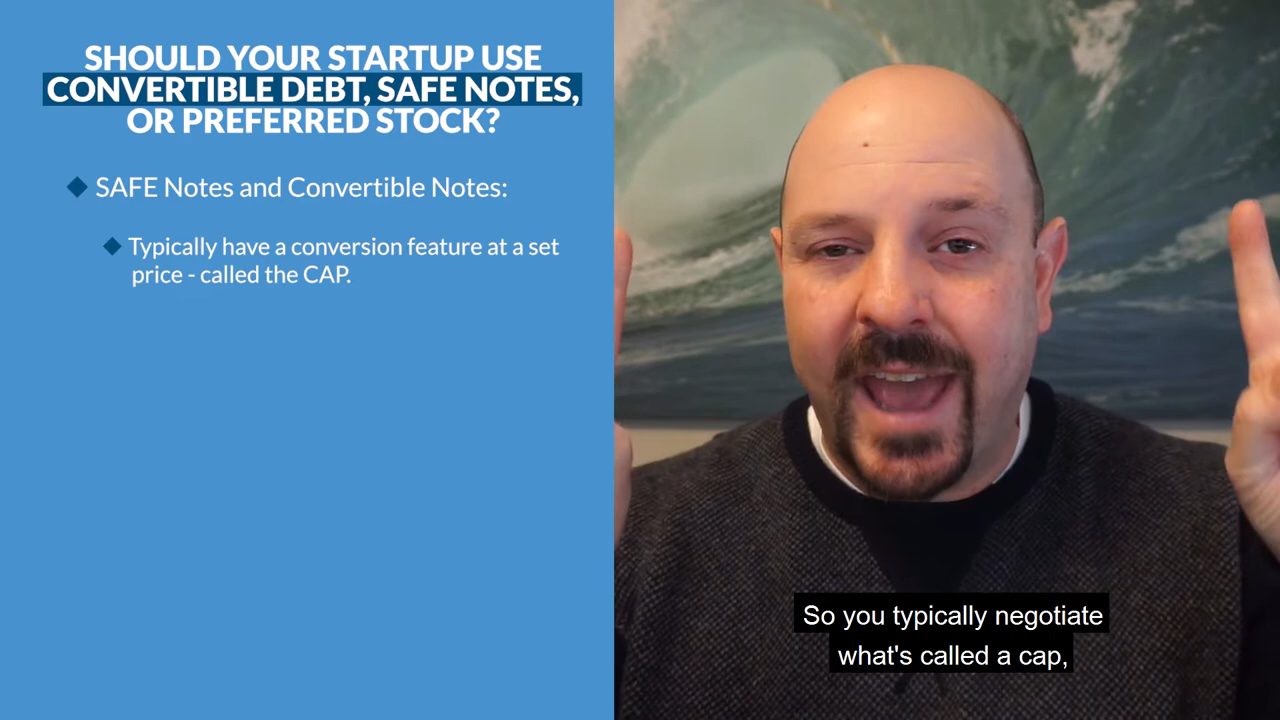 SHOULD YOUR STARTUP USE
CONVERTIBLE DEBT, SAFE NOTES,
OR PREFERRED STOCK?
SAFE Notes and Convertible Notes:
Typically have a conversion feature at a set
price - called the CAP.
So you typically negotiate
what's called a cap,